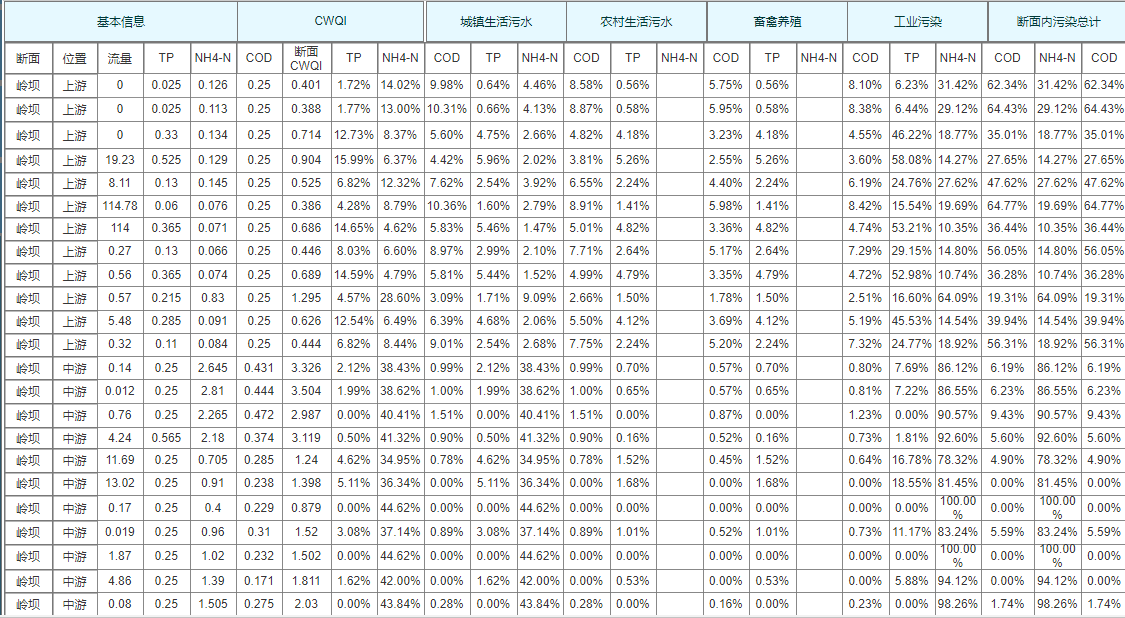 基本信息 CWQI 城镇生活污水 农村生活污水 畜禽养殖 工业污染 断面内污染总计
断面 位置 流量 TP NH4-N COD 断面CWQI TP NH4-N COD TP NH4-N COD TP NH4-N COD TP NH4-N COD TP NH4-N COD NH4-N COD
岭坝 上游 0 0.025 0.126 0.25 0.401 1.72% 14.02% 9.98% 0.64% 4.46% 8.58% 0.56% 5.75% 0.56% 8.10% 6.23% 31.42% 62.34% 31.42% 62.34%
岭坝 上游 0 0.025 0.113 0.25 0.388 1.77% 13.00% 10.31% 0.66% 4.13% 8.87% 0.58% 5.95% 0.58% 8.38% 6.44% 29.12% 64.43% 29.12% 64.43%
岭坝 上游 0 0.33 0.134 0.25 0.714 12.73% 8.37% 5.60% 4.75% 2.66% 4.82% 4.18% 3.23% 4.18% 4.55% 46.22% 18.77% 35.01% 18.77% 35.01%
岭坝 上游 19.23 0.525 0.129 0.25 0.904 15.99% 6.37% 4.42% 5.96% 2.02% 3.81% 5.26% 2.55% 5.26% 3.60% 58.08% 14.27% 27.65% 14.27% 27.65%
岭坝 上游 8.11 0.13 0.145 0.25 0.525 6.82% 12.32% 7.62% 2.54% 3.92% 6.55% 2.24% 4.40% 2.24% 6.19% 24.76% 27.62% 47.62% 27.62% 47.62%
岭坝 上游 114.78 0.06 0.076 0.25 0.386 4.28% 8.79% 10.36% 1.60% 2.79% 8.91% 1.41% 5.98% 1.41% 8.42% 15.54% 19.69% 64.77% 19.69% 64.77%
岭坝 上游 114 0.365 0.071 0.25 0.686 14.65% 4.62% 5.83% 5.46% 1.47% 5.01% 4.82% 3.36% 4.82% 4.74% 53.21% 10.35% 36.44% 10.35% 36.44%
岭坝 上游 0.27 0.13 0.066 0.25 0.446 8.03% 6.60% 8.97% 2.99% 2.10% 7.71% 2.64% 5.17% 2.64% 7.29% 29.15% 14.80% 56.05% 14.80% 56.05%
岭坝 上游 0.56 0.365 0.074 0.25 0.689 14.59% 4.79% 5.81% 5.44% 1.52% 4.99% 4.79% 3.35% 4.79% 4.72% 52.98% 10.74% 36.28% 10.74% 36.28%
岭坝 上游 0.57 0.215 0.83 0.25 1.295 4.57% 28.60% 3.09% 1.71% 9.09% 2.66% 1.50% 1.78% 1.50% 2.51% 16.60% 64.09% 19.31% 64.09% 19.31%
岭坝 上游 5.48 0.285 0.091 0.25 0.626 12.54% 6.49% 6.39% 4.68% 2.06% 5.50% 4.12% 3.69% 4.12% 5.19% 45.53% 14.54% 39.94% 14.54% 39.94%
岭坝 上游 0.32 0.11 0.084 0.25 0.444 6.82% 8.44% 9.01% 2.54% 2.68% 7.75% 2.24% 5.20% 2.24% 7.32% 24.77% 18.92% 56.31% 18.92% 56.31%
岭坝 中游 0.14 0.25 2.645 0.431 3.326 2.12% 38.43% 0.99% 2.12% 38.43% 0.99% 0.70% 0.57% 0.70% 0.80% 7.69% 86.12% 6.19% 86.12% 6.19%
岭坝 中游 0.012 0.25 2.81 0.444 3.504 1.99% 38.62% 1.00% 1.99% 38.62% 1.00% 0.65% 0.57% 0.65% 0.81% 7.22% 86.55% 6.23% 86.55% 6.23%
岭坝 中游 0.76 0.25 2.265 0.472 2.987 0.00% 40.41% 1.51% 0.00% 40.41% 1.51% 0.00% 0.87% 0.00% 1.23% 0.00% 90.57% 9.43% 90.57% 9.43%
岭坝 中游 4.24 0.565 2.18 0.374 3.119 0.50% 41.32% 0.90% 0.50% 41.32% 0.90% 0.16% 0.52% 0.16% 0.73% 1.81% 92.60% 5.60% 92.60% 5.60%
岭坝 中游 11.69 0.25 0.705 0.285 1.24 4.62% 34.95% 0.78% 4.62% 34.95% 0.78% 1.52% 0.45% 1.52% 0.64% 16.78% 78.32% 4.90% 78.32% 4.90%
岭坝 中游 13.02 0.25 0.91 0.238 1.398 5.11% 36.34% 0.00% 5.11% 36.34% 0.00% 1.68% 0.00% 1.68% 0.00% 18.55% 81.45% 0.00% 81.45% 0.00%
岭坝 中游 0.17 0.25 0.4 0.229 0.879 0.00% 44.62% 0.00% 0.00% 44.62% 0.00% 0.00% 0.00% 0.00% 0.00% 0.00% 100.00% 0.00% 100.00% 0.00%
岭坝 中游 0.019 0.25 0.96 0.31 1.52 3.08% 37.14% 0.89% 3.08% 37.14% 0.89% 1.01% 0.52% 1.01% 0.73% 11.17% 83.24% 5.59% 83.24% 5.59%
岭坝 中游 1.87 0.25 1.02 0.232 1.502 0.00% 44.62% 0.00% 0.00% 44.62% 0.00% 0.00% 0.00% 0.00% 0.00% 0.00% 100.00% 0.00% 100.00% 0.00%
岭坝 中游 4.86 0.25 1.39 0.171 1.811 1.62% 42.00% 0.00% 1.62% 42.00% 0.00% 0.53% 0.00% 0.53% 0.00% 5.88% 94.12% 0.00% 94.12% 0.00%
岭坝 中游 0.08 0.25 1.505 0.275 2.03 0.00% 43.84% 0.28% 0.00% 43.84% 0.28% 0.00% 0.16% 0.00% 0.23% 0.00% 98.26% 1.74% 98.26% 1.74%